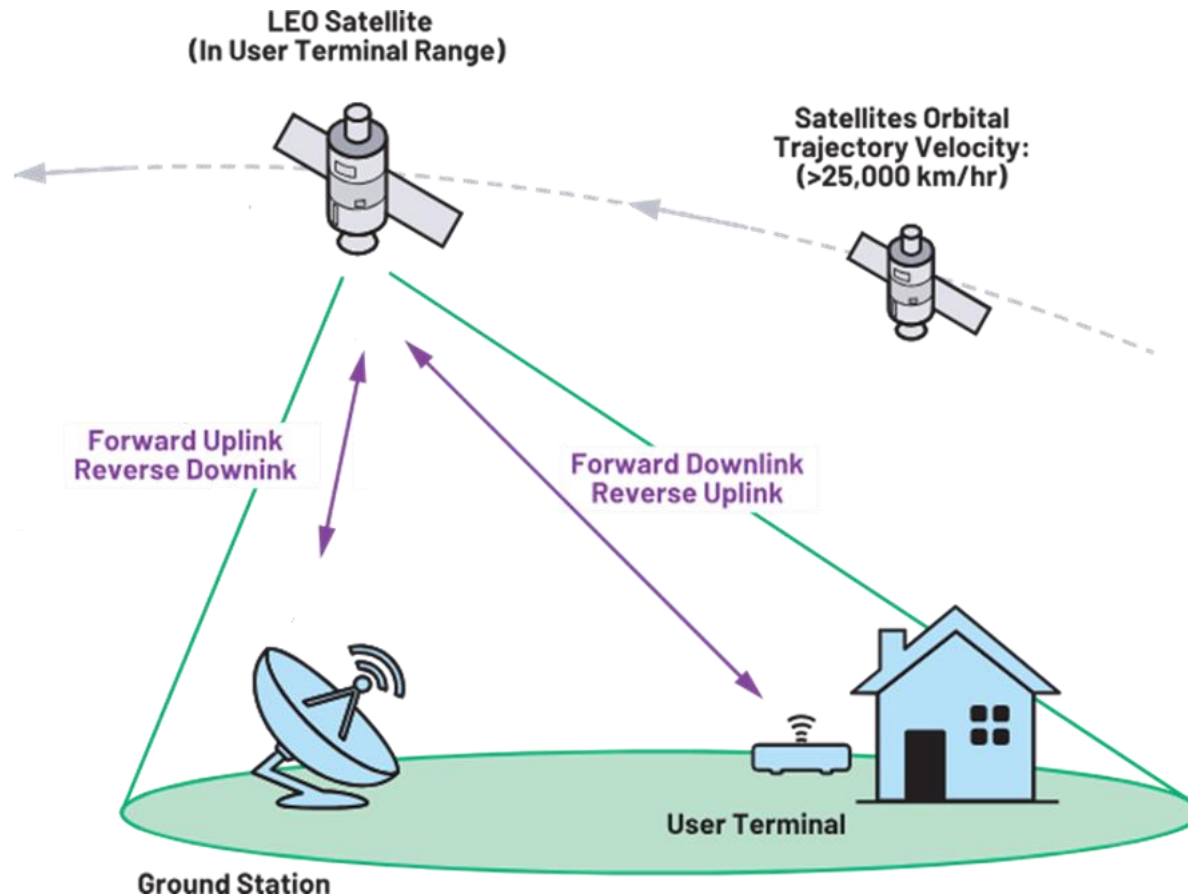 LEO Satellite
(In User Terminal Range)
Satellites Orbital
Trajectory Velocity:
(>25,000 km/hr)
Forward Uplink
Reverse Downink
Forward Downlink
Reverse Uplink
User Terminal
Ground Station